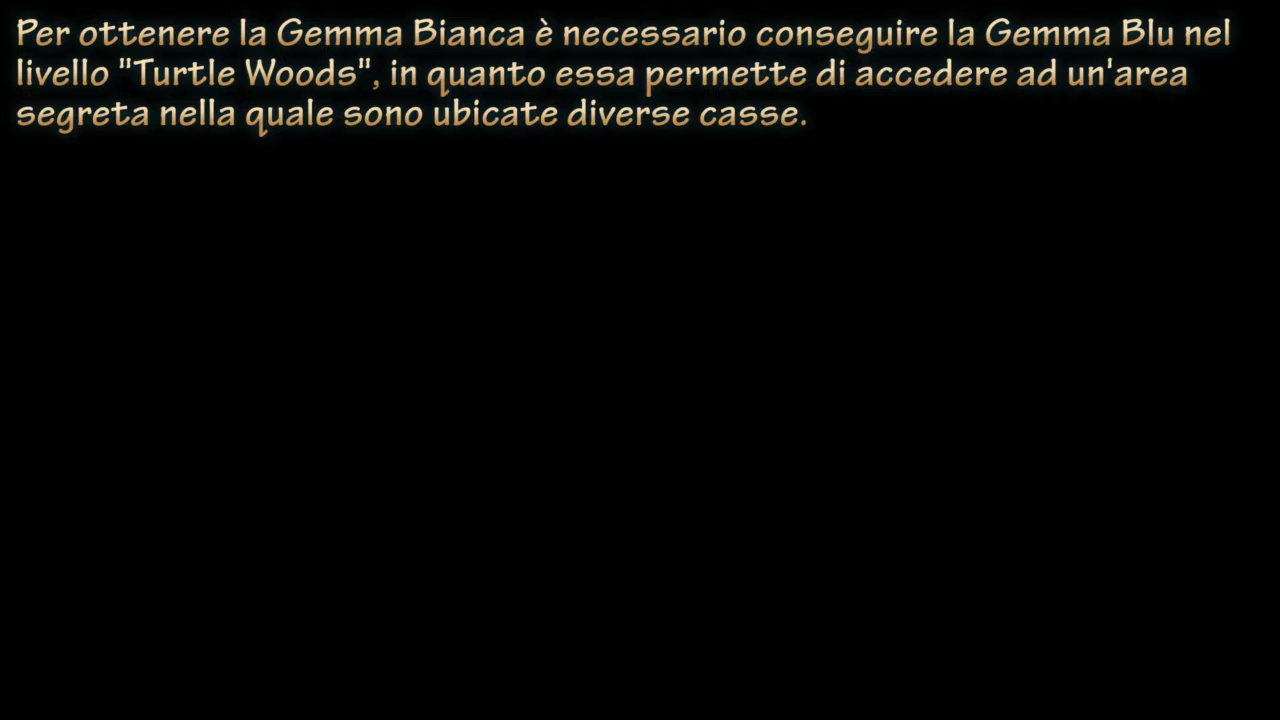 Per ottenere la Gemma Bianca è necessario conseguire la Gemma Blu nel
livello "Turtle Woods", in quanto essa permette di accedere ad un'area
segreta nella quale sono ubicate diverse casse.